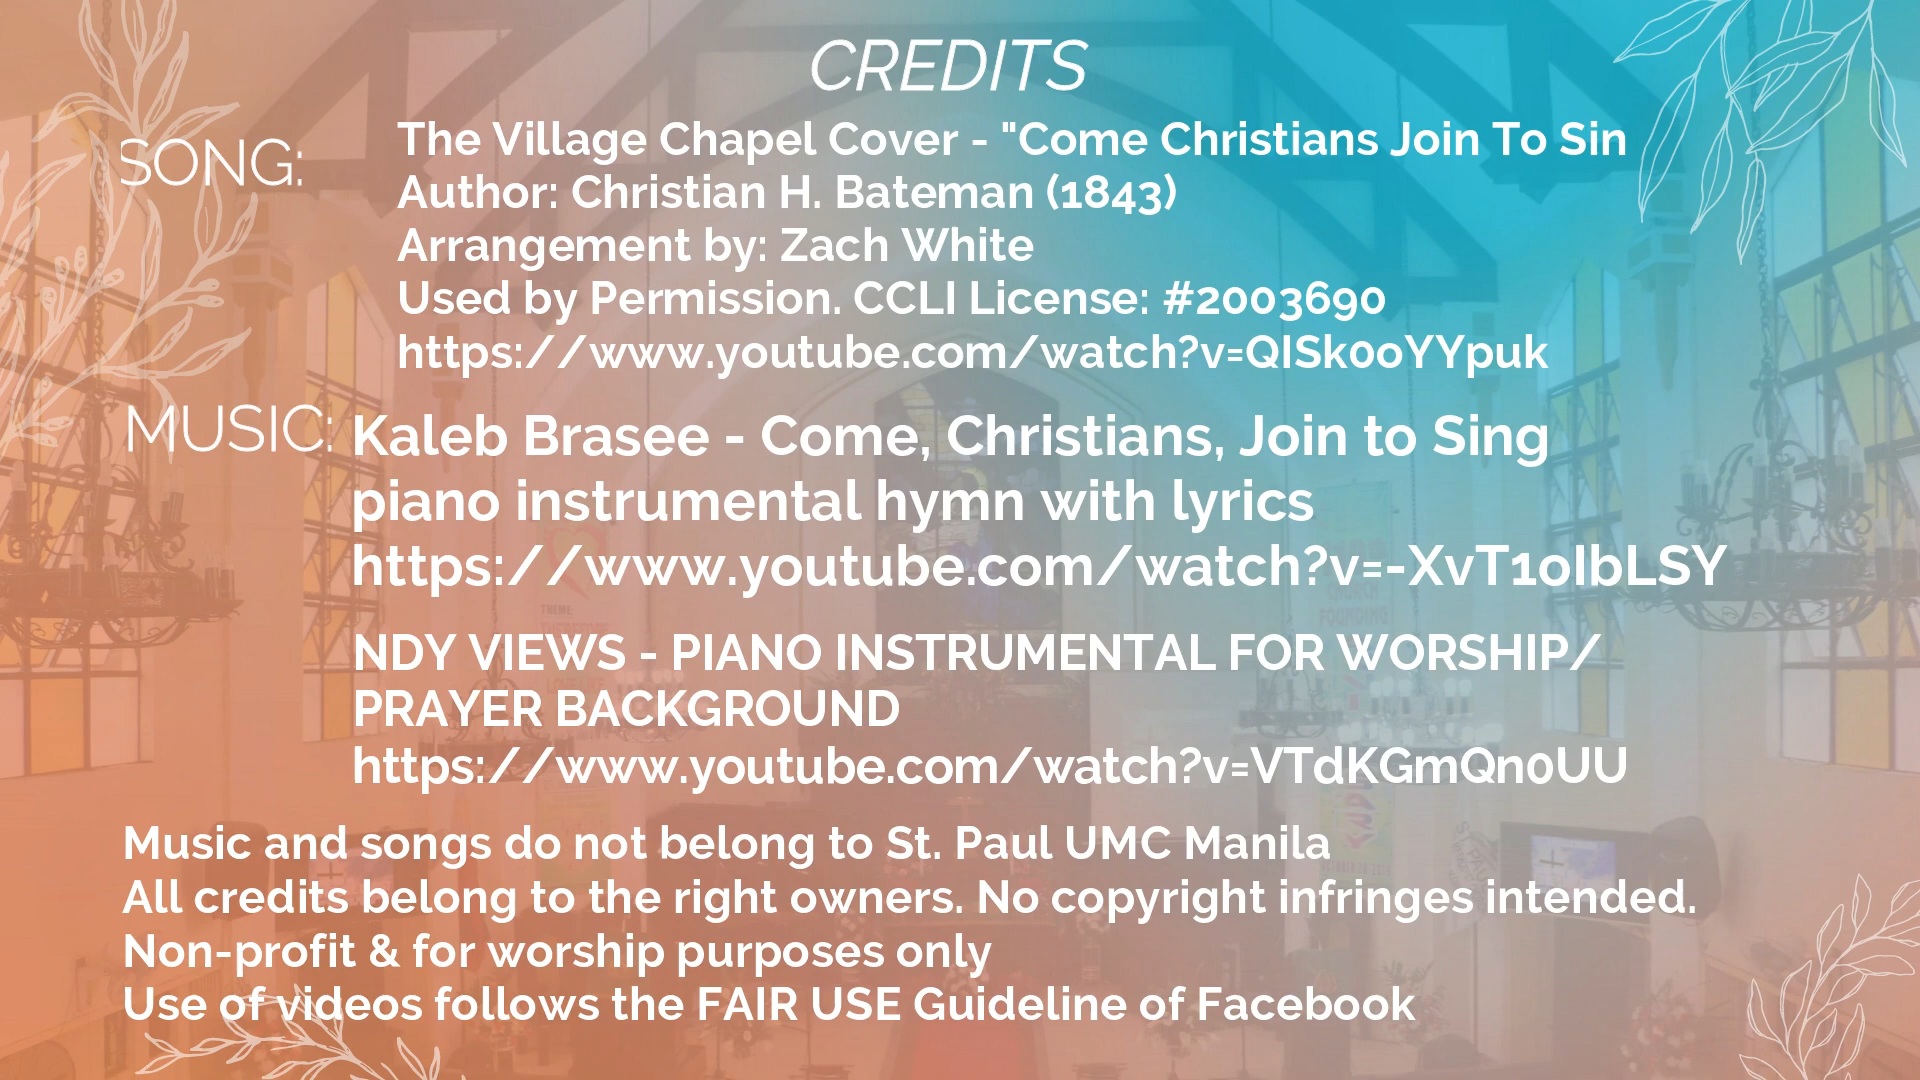 CREDITS
SONG:
The Village Chapel Cover - "Come Christians Join To Sin
Author: Christian H. Bateman (1843)
Arrangement by: Zach White
Used by Permission. CCLI License: #2003690
https://www.youtube.com/watch?v=QISk0oYYpuk
MUSIC:
Kaleb Brasee - Come, Christians, Join to Sing
piano instrumental hymn with lyrics
https://www.youtube.com/watch?v=-XvT1oIbLSY
NDY VIEWS - PIANO INSTRUMENTAL FOR WORSHIP/
PRAYER BACKGROUND
https://www.youtube.com/watch?v=VTdKGmQn0UU
Music and songs do not belong to St. Paul UMC Manila
All credits belong to the right owners. No copyright infringes intended.
Non-profit & for worship purposes only
Use of videos follows the FAIR USE Guideline of Facebook
THEME:
CHURCH
FOUNDING